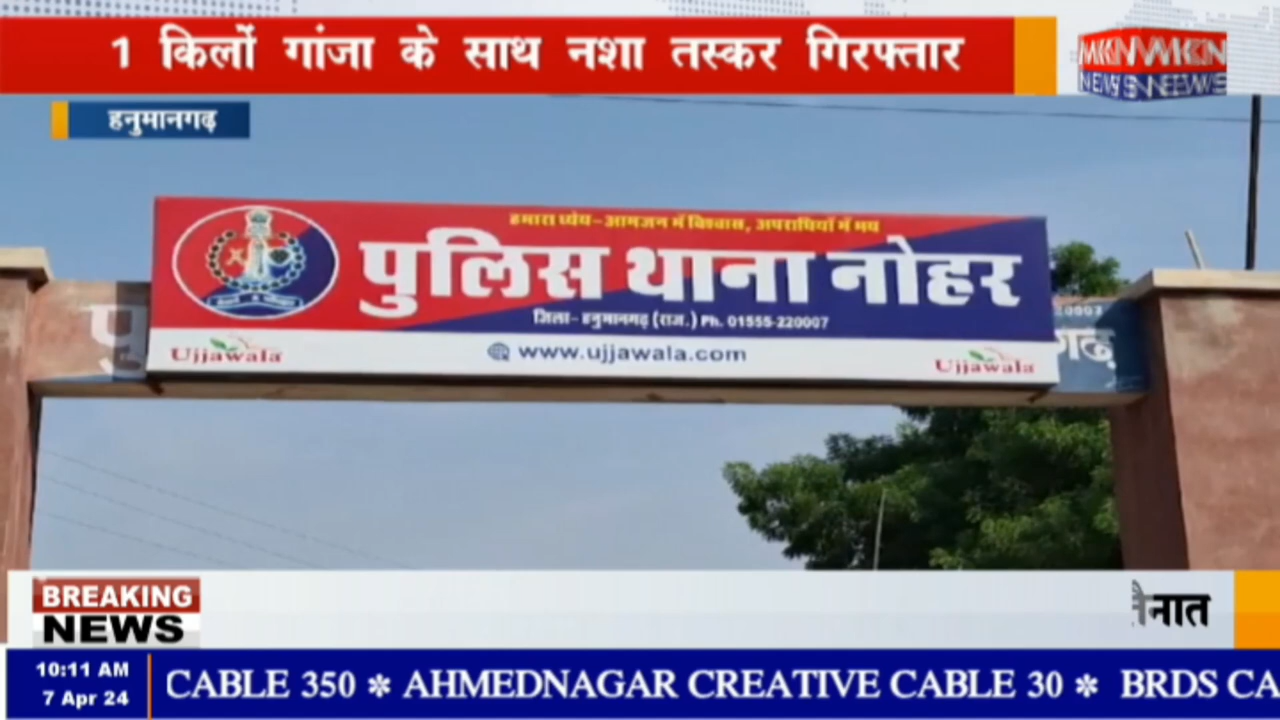 1 किलों गांजा के साथ नशा तस्कर गिरफ्तार
हनुमानगढ़
हमारा ध्येय-आमजन में विश्वास, अपराधियों में भय
पुलिस थाना नोहर
जिला- हनुमानगढ़ (राज.) Ph. 01555-220007
Ujjawala
www.ujjawala.com
Ujjawala
पु
गढ़
BREAKING
NEWS
नात
10:11 AM
7 Apr 24
CABLE 350 * AHMEDNAGAR CREATIVE CABLE 30 * BRDS CA